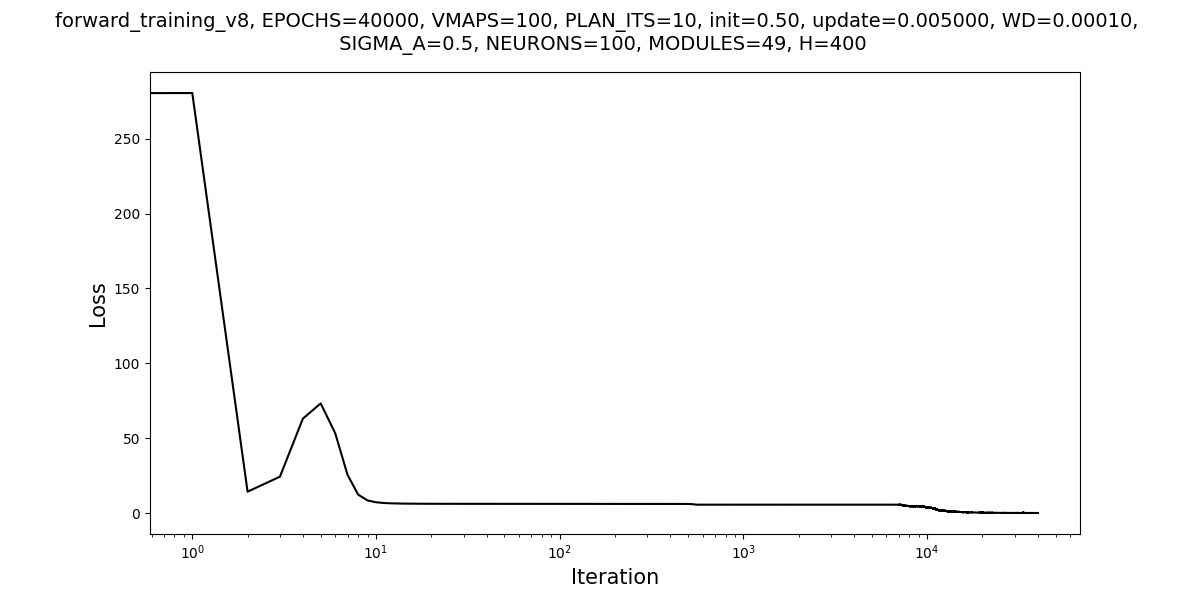 forward_training_v8, EPOCHS=40000, VMAPS=100, PLAN_ITS=10, init=0.50, update=0.005000, WD=0.00010,
SIGMA_A=0.5, NEURONS=100, MODULES=49, H=400
Loss
250
200
150
100
50
0
10⁰
10¹
10²
10³
10⁴
Iteration